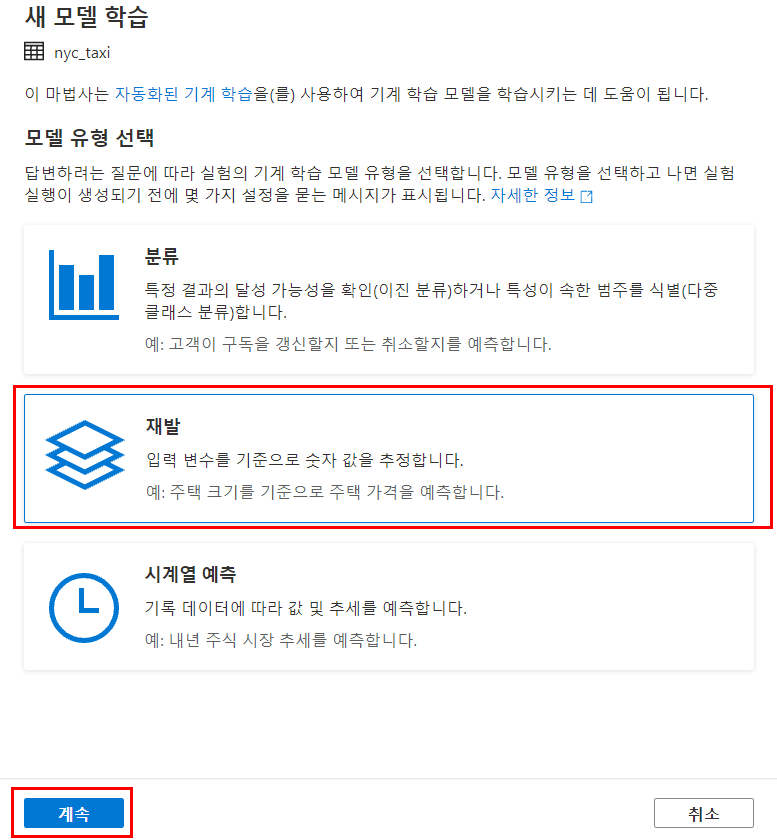 새 모델 학습
nyc_taxi
이 마법사는 자동화된 기계 학습을(를) 사용하여 기계 학습 모델을 학습시키는 데 도움이 됩니다.
모델 유형 선택
답변하려는 질문에 따라 실험의 기계 학습 모델 유형을 선택합니다. 모델 유형을 선택하고 나면 실험
실행이 생성되기 전에 몇 가지 설정을 묻는 메시지가 표시됩니다. 자세한 정보
분류
특정 결과의 달성 가능성을 확인(이진 분류)하거나 특성이 속한 범주를 식별(다중
클래스 분류)합니다.
예: 고객이 구독을 갱신할지 또는 취소할지를 예측합니다.
재발
입력 변수를 기준으로 숫자 값을 추정합니다.
예: 주택 크기를 기준으로 주택 가격을 예측합니다.
시계열 예측
기록 데이터에 따라 값 및 추세를 예측합니다.
예: 내년 주식 시장 추세를 예측합니다.
계속
취소